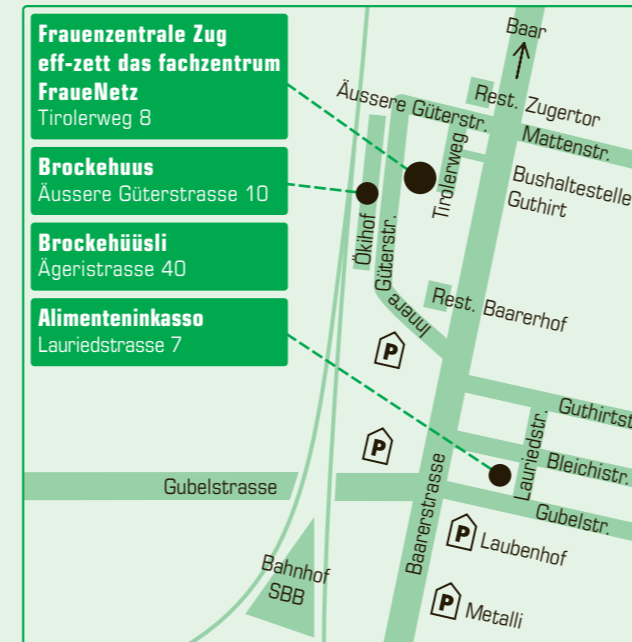 Frauenzentrale Zug
eff-zett das fachzentrum
FraueNetz
Tirolerweg 8
Brockehuus
Äussere Güterstrasse 10
Brockehüüsli
Ägeristrasse 40
Alimenteninkasso
Lauriedstrasse 7
Baar
Rest. Zugertor
Äussere Güterstr.
Mattenstr.
Tirolerweg
Bushaltestelle
Guthirt
Ökihof
Güterstr.
Innere
Rest. Baarerhof
P
P
Guthirtst
Lauriedstr.
Bleichistr.
Gubelstrasse
Gubelstr.
Baarerstrasse
P Laubenhof
Bahnhof
SBB
P Metalli